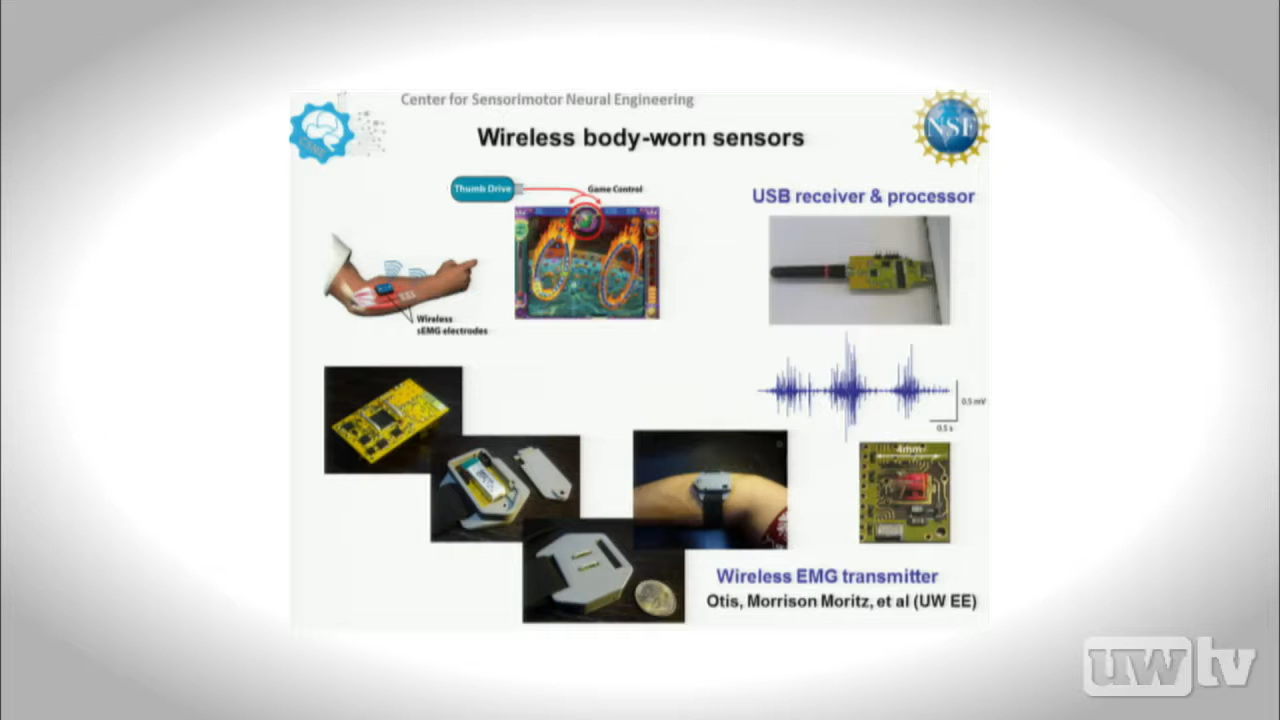 Center for Sensorimotor Neural Engineering
CSNE
NSF
Wireless body-worn sensors
Thumb Drive
Game Control
USB receiver & processor
Wireless
sEMG electrodes
0.5 mV
0.5 s
4mm
Wireless EMG transmitter
Otis, Morrison Moritz, et al (UW EE)
uwtv